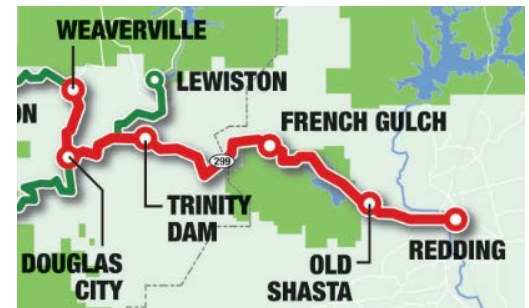 WEAVERVILLE
LEWISTON
ON
FRENCH GULCH
299
TRINITY
DAM
DOUGLAS
CITY
OLD
SHASTA
REDDING